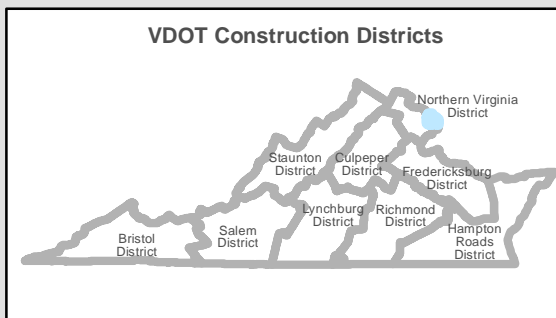 VDOT Construction Districts
Northern Virginia
District
Staunton
District
Culpeper
District
Fredericksburg
District
Lynchburg
District
Richmond
District
Salem
District
Bristol
District
Hampton
Roads
District